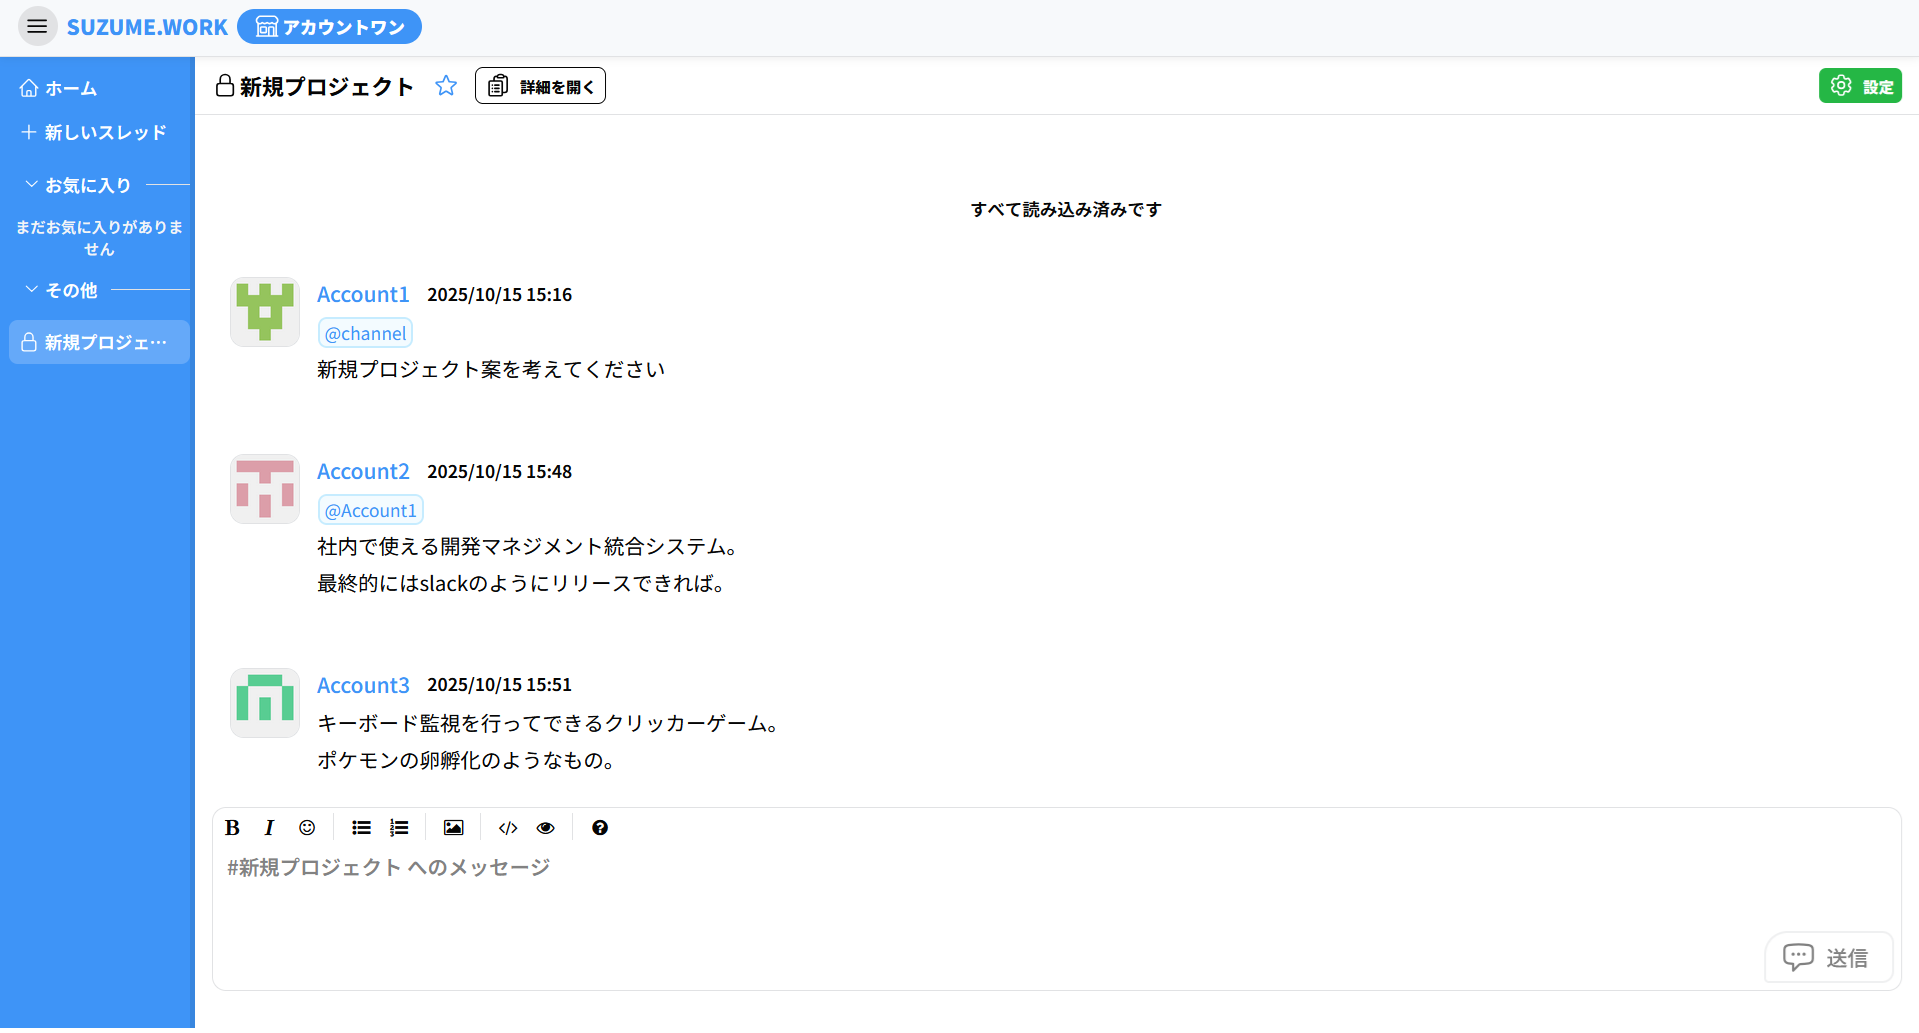 SUZUME.WORK アカウントワン
ホーム
新しいスレッド
お気に入り
まだお気に入りがありま
せん
その他
新規プロジェ…
新規プロジェクト 詳細を開く 設定
すべて読み込み済みです
Account1 2025/10/15 15:16
@channel
新規プロジェクト案を考えてください
Account2 2025/10/15 15:48
@Account1
社内で使える開発マネジメント統合システム。
最終的にはslackのようにリリースできれば。
Account3 2025/10/15 15:51
キーボード監視を行ってできるクリッカーゲーム。
ポケモンの卵孵化のようなもの。
#新規プロジェクト へのメッセージ
送信